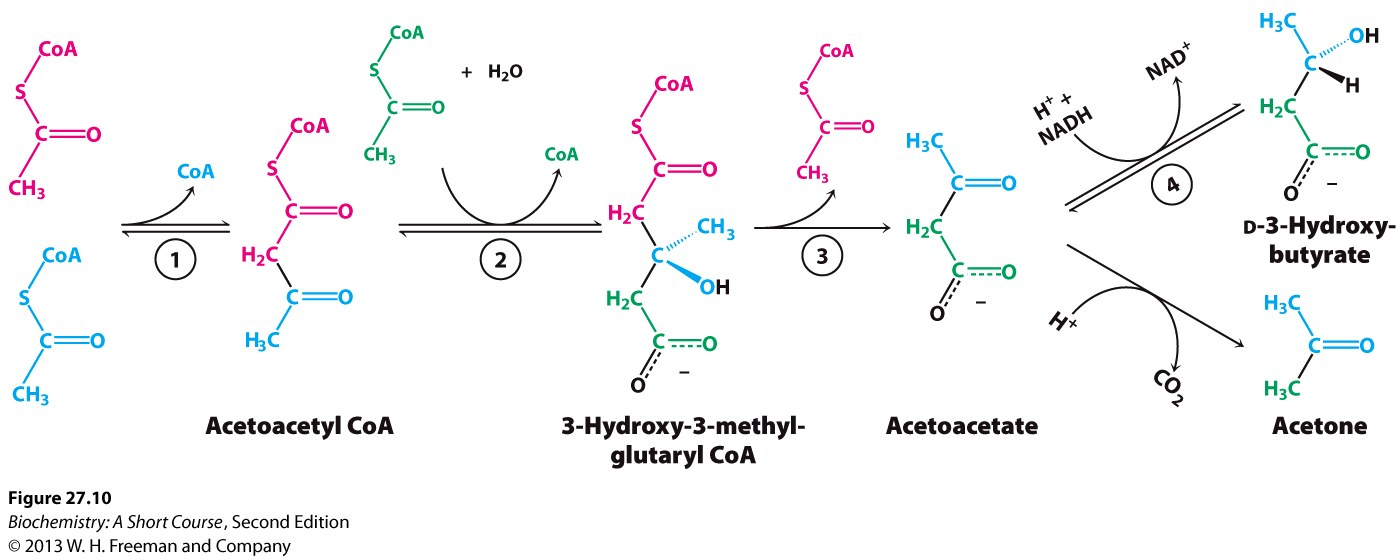 CoA
S
C=O
CH₃
CoA
S
C=O
CH₃
CoA
1
CoA
S
C=O
H₂C
C=O
H₃C
Acetoacetyl CoA
CoA
S
C=O
CH₃
+ H₂O
CoA
2
CoA
S
C=O
H₂C
CH₃
C
OH
H₂C
C=O
O −
3-Hydroxy-3-methyl-
glutaryl CoA
CoA
S
C=O
CH₃
3
H₃C
C=O
H₂C
C=O
O −
Acetoacetate
H⁺ +
NADH
NAD⁺
4
H₃C
OH
C
H
H₂C
C=O
O −
D-3-Hydroxy-
butyrate
H⁺
CO₂
H₃C
C=O
H₃C
Acetone
Figure 27.10
Biochemistry: A Short Course, Second Edition
© 2013 W. H. Freeman and Company